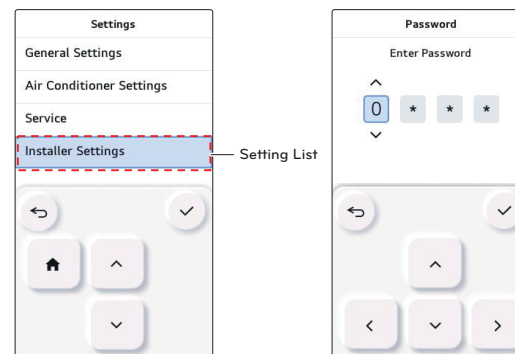 Settings
General Settings
Air Conditioner Settings
Service
Installer Settings
Setting List
Password
Enter Password
0 * * *